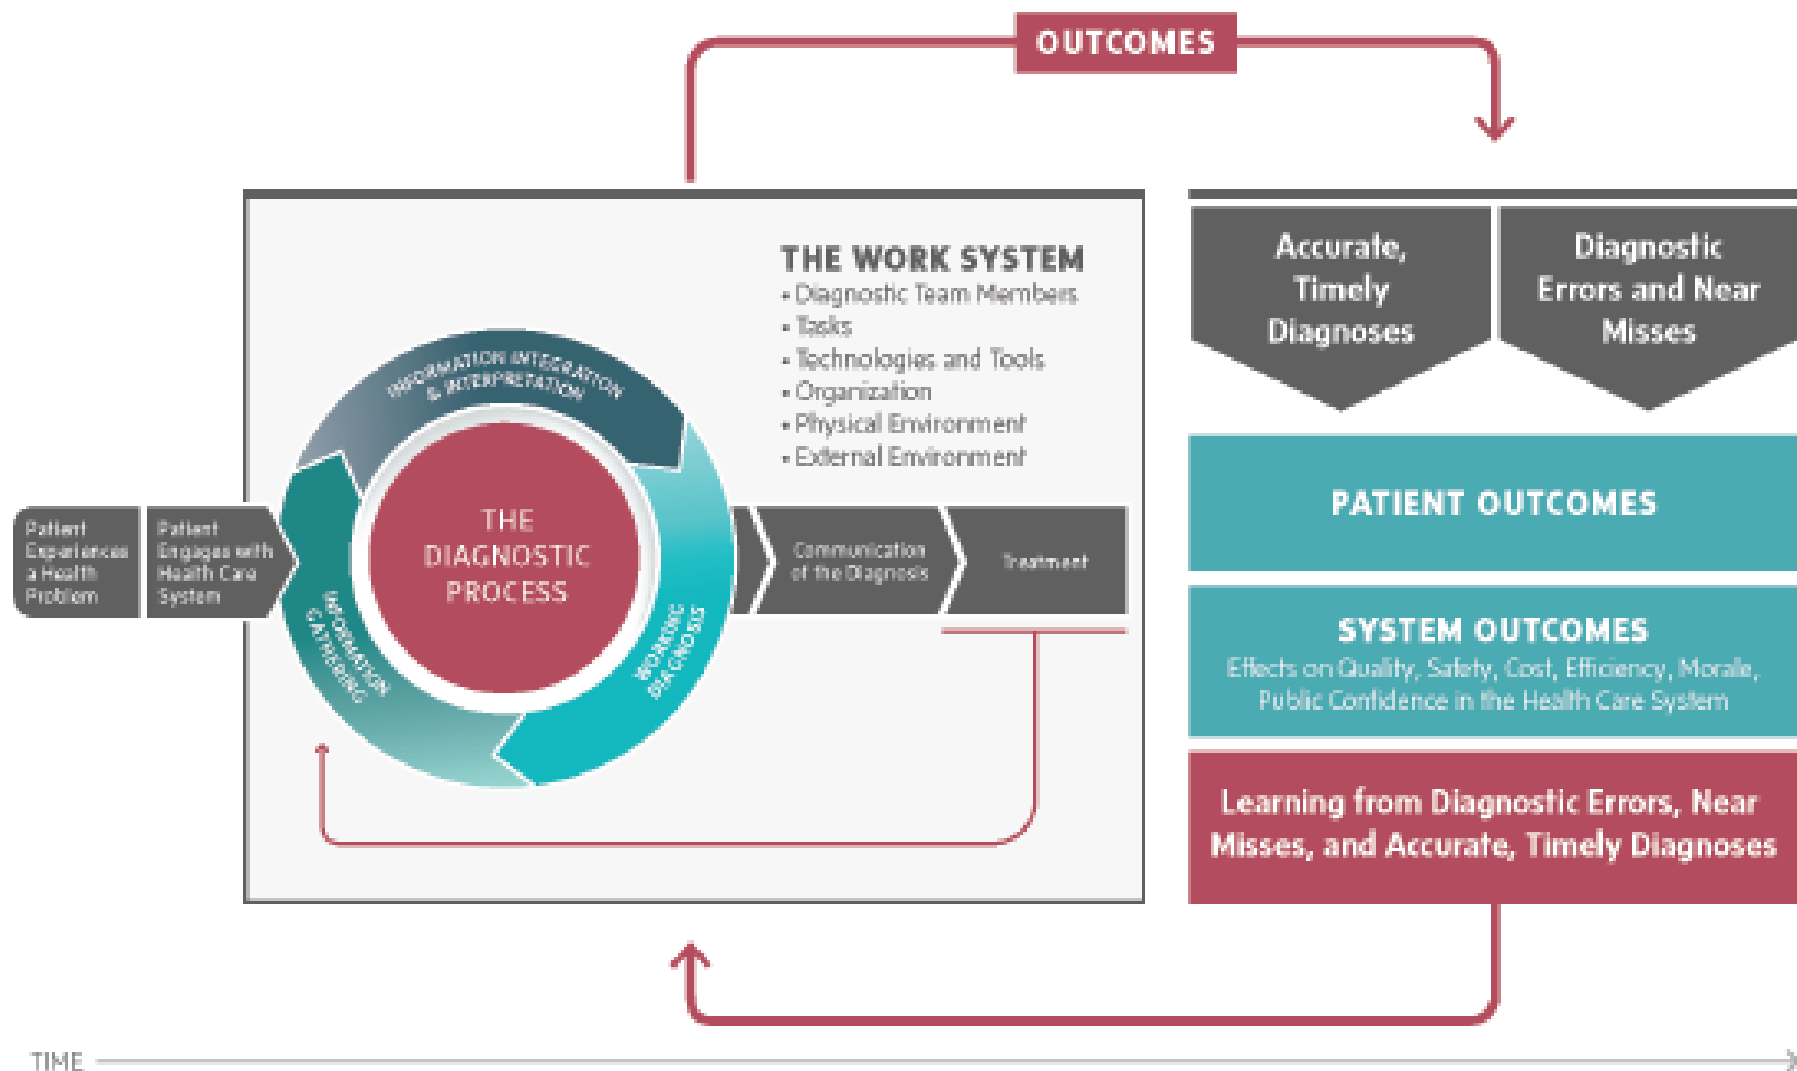 OUTCOMES
THE WORK SYSTEM
• Diagnostic Team Members
• Tasks
• Technologies and Tools
• Organization
• Physical Environment
• External Environment
INFORMATION INTEGRATION
& INTERPRETATION
THE
DIAGNOSTIC
PROCESS
INFORMATION
GATHERING
WORKING
DIAGNOSIS
Patient
Experiences
a Health
Problem
Patient
Engages with
Health Care
System
Communication
of the Diagnosis
Treatment
Accurate,
Timely
Diagnoses
Diagnostic
Errors and Near
Misses
PATIENT OUTCOMES
SYSTEM OUTCOMES
Effects on Quality, Safety, Cost, Efficiency, Morale,
Public Confidence in the Health Care System
Learning from Diagnostic Errors, Near
Misses, and Accurate, Timely Diagnoses
TIME